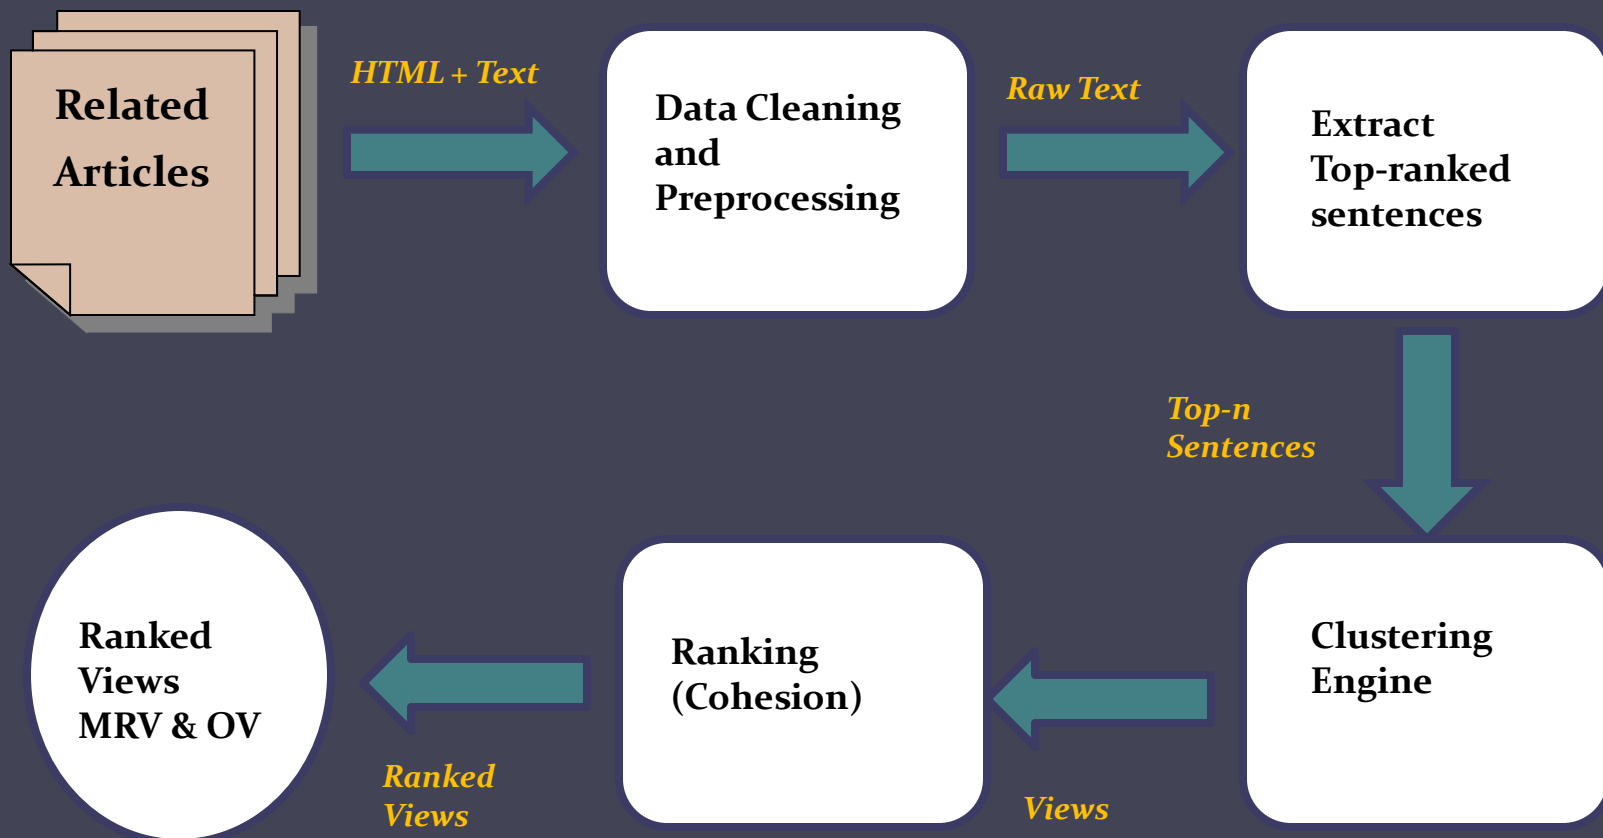 Related
Articles
HTML + Text
Data Cleaning
and
Preprocessing
Raw Text
Extract
Top-ranked
sentences
Top-n
Sentences
Clustering
Engine
Views
Ranking
(Cohesion)
Ranked
Views
Ranked
Views
MRV & OV